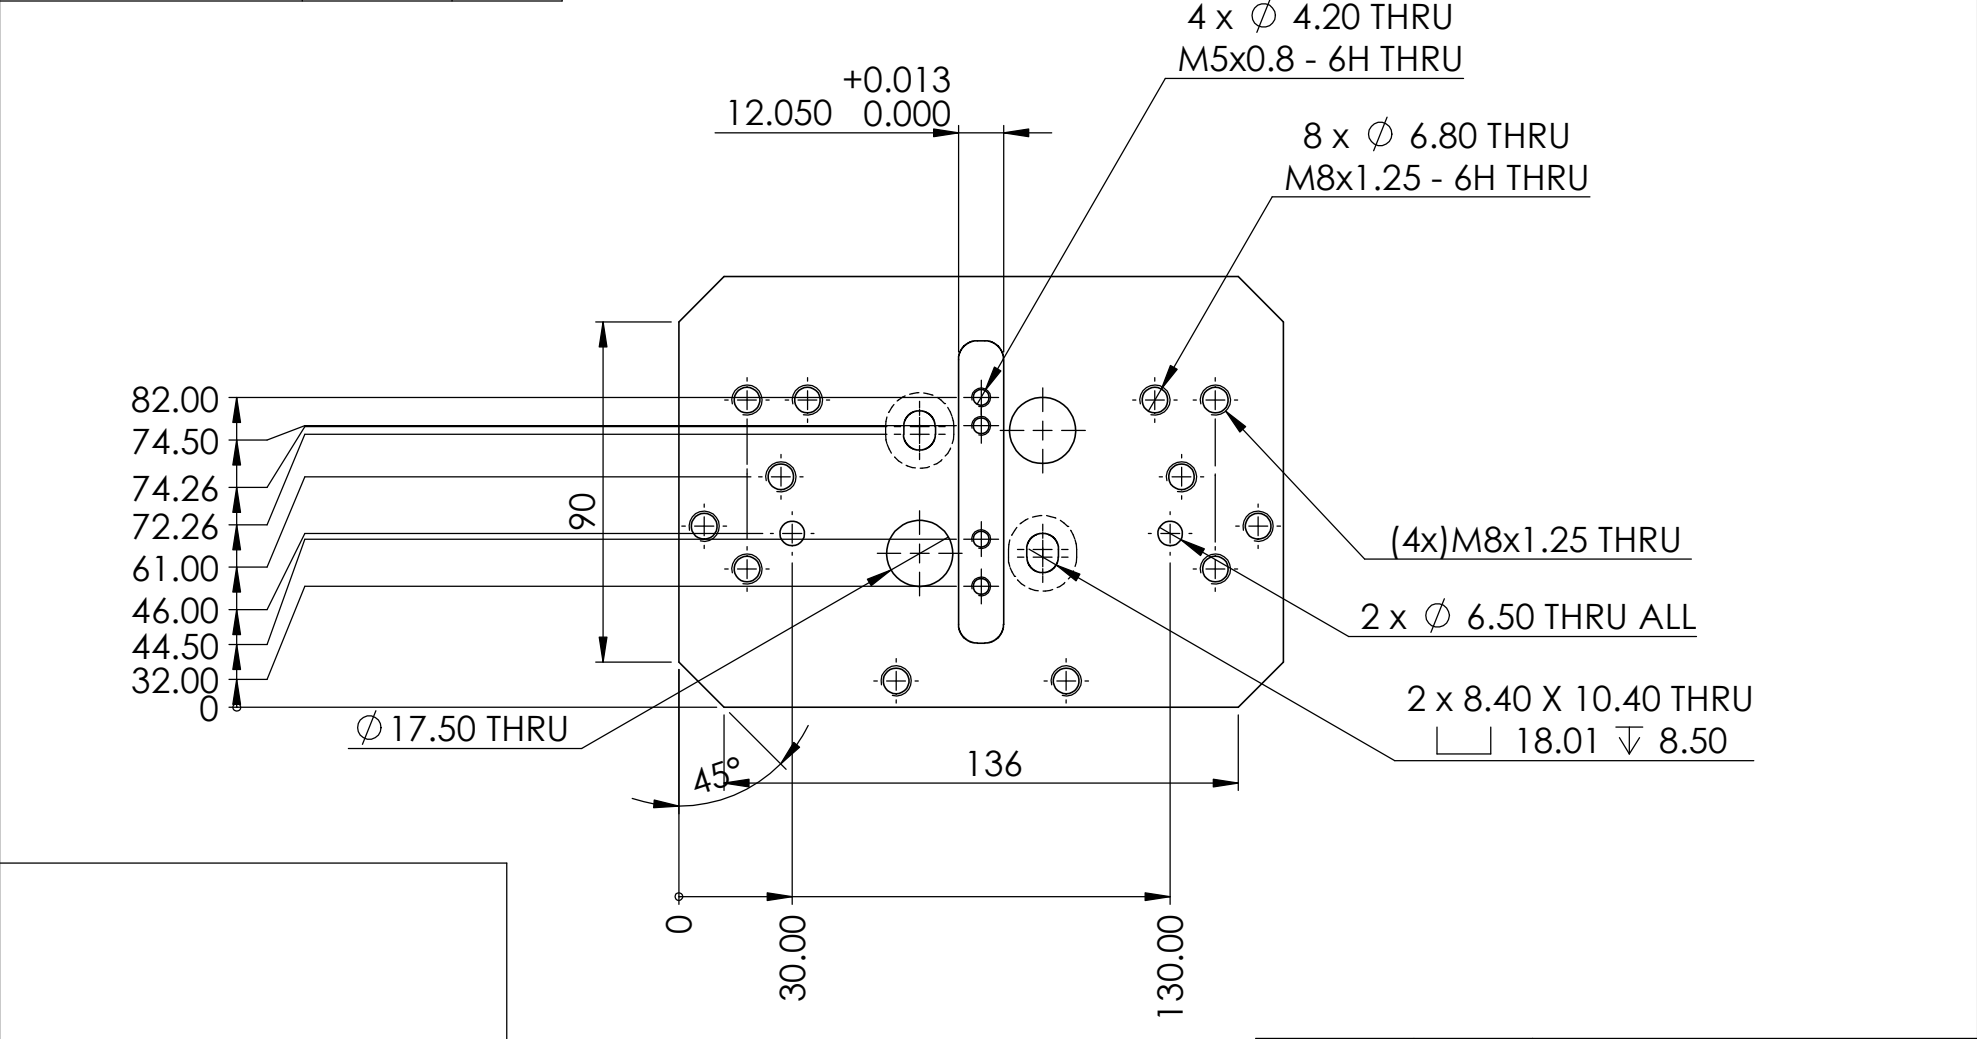 4 x ⌀ 4.20 THRU
M5x0.8 - 6H THRU
+0.013
12.050 0.000
8 x ⌀ 6.80 THRU
M8x1.25 - 6H THRU
82.00
74.50
74.26
72.26
61.00
46.00
44.50
32.00
0
90
(4x)M8x1.25 THRU
2 x ⌀ 6.50 THRU ALL
2 x 8.40 X 10.40 THRU
⌴ 18.01 ↧ 8.50
⌀ 17.50 THRU
45°
136
0
30.00
130.00